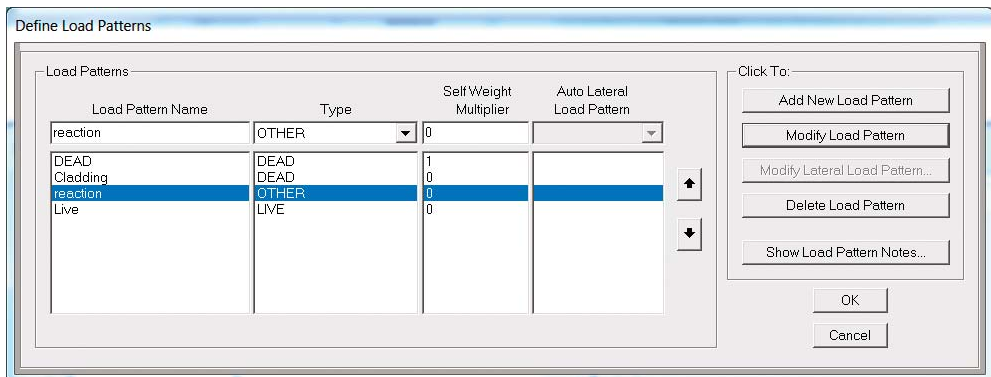 Define Load Patterns
Load Patterns
Click To:
Load Pattern Name Type Self Weight Multiplier Auto Lateral Load Pattern
reaction OTHER 0
DEAD DEAD 1
Cladding DEAD 0
reaction OTHER 0
Live LIVE 0
Add New Load Pattern
Modify Load Pattern
Modify Lateral Load Pattern...
Delete Load Pattern
Show Load Pattern Notes...
OK
Cancel